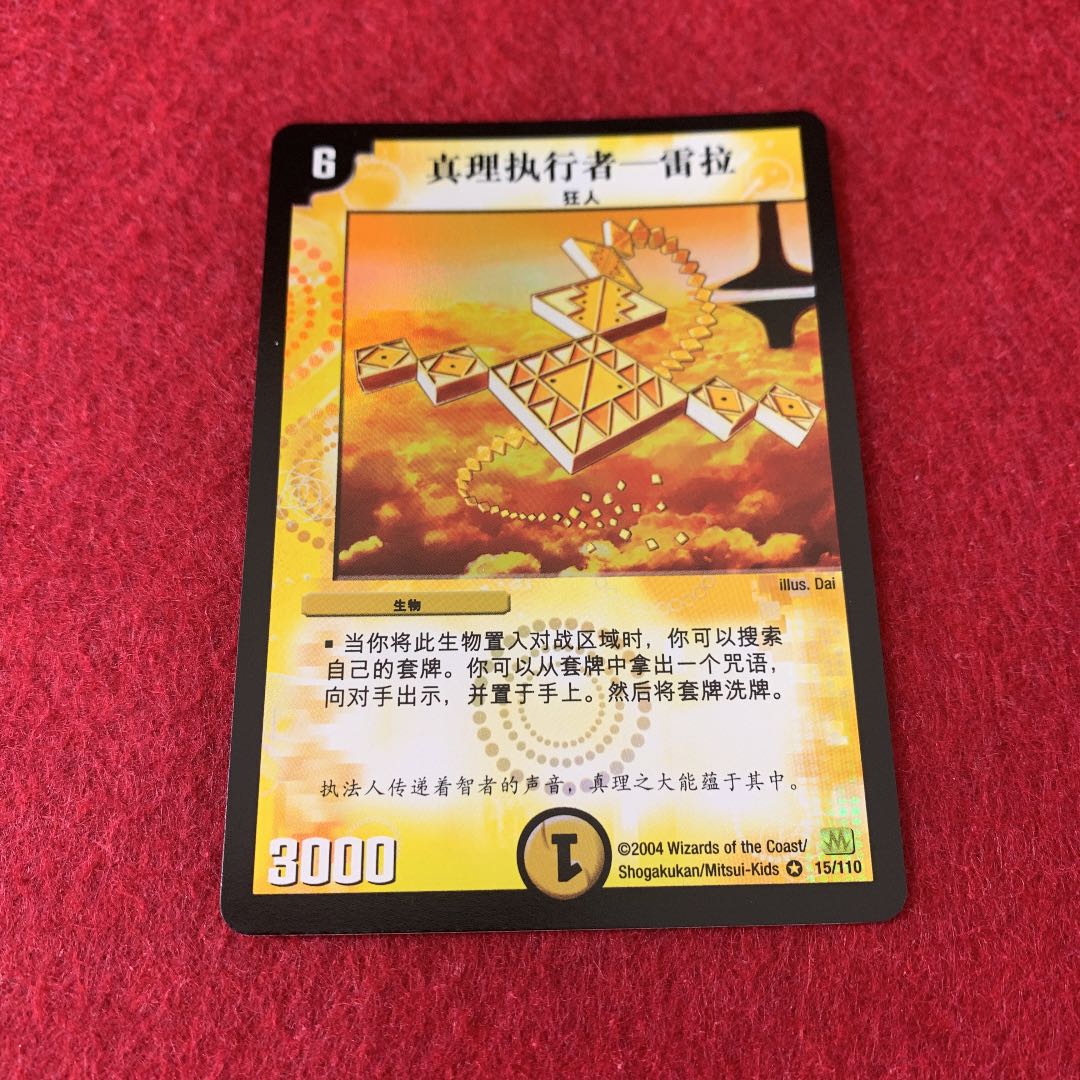 6
真理执行者—雷拉
狂人
illus. Dai
生物
▪ 当你将此生物置入对战区域时，你可以搜索
自己的套牌。你可以从套牌中拿出一个咒语，
向对手出示，并置于手上。然后将套牌洗牌。
执法人传递着智者的声音，真理之大能蕴于其中。
3000
1
©2004 Wizards of the Coast/
Shogakukan/Mitsui-Kids ✪ 15/110